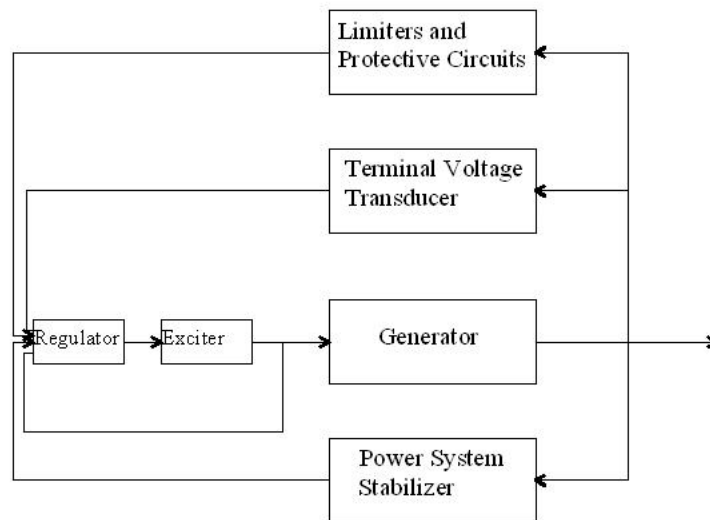 Limiters and
Protective Circuits
Terminal Voltage
Transducer
Regulator
Exciter
Generator
Power System
Stabilizer